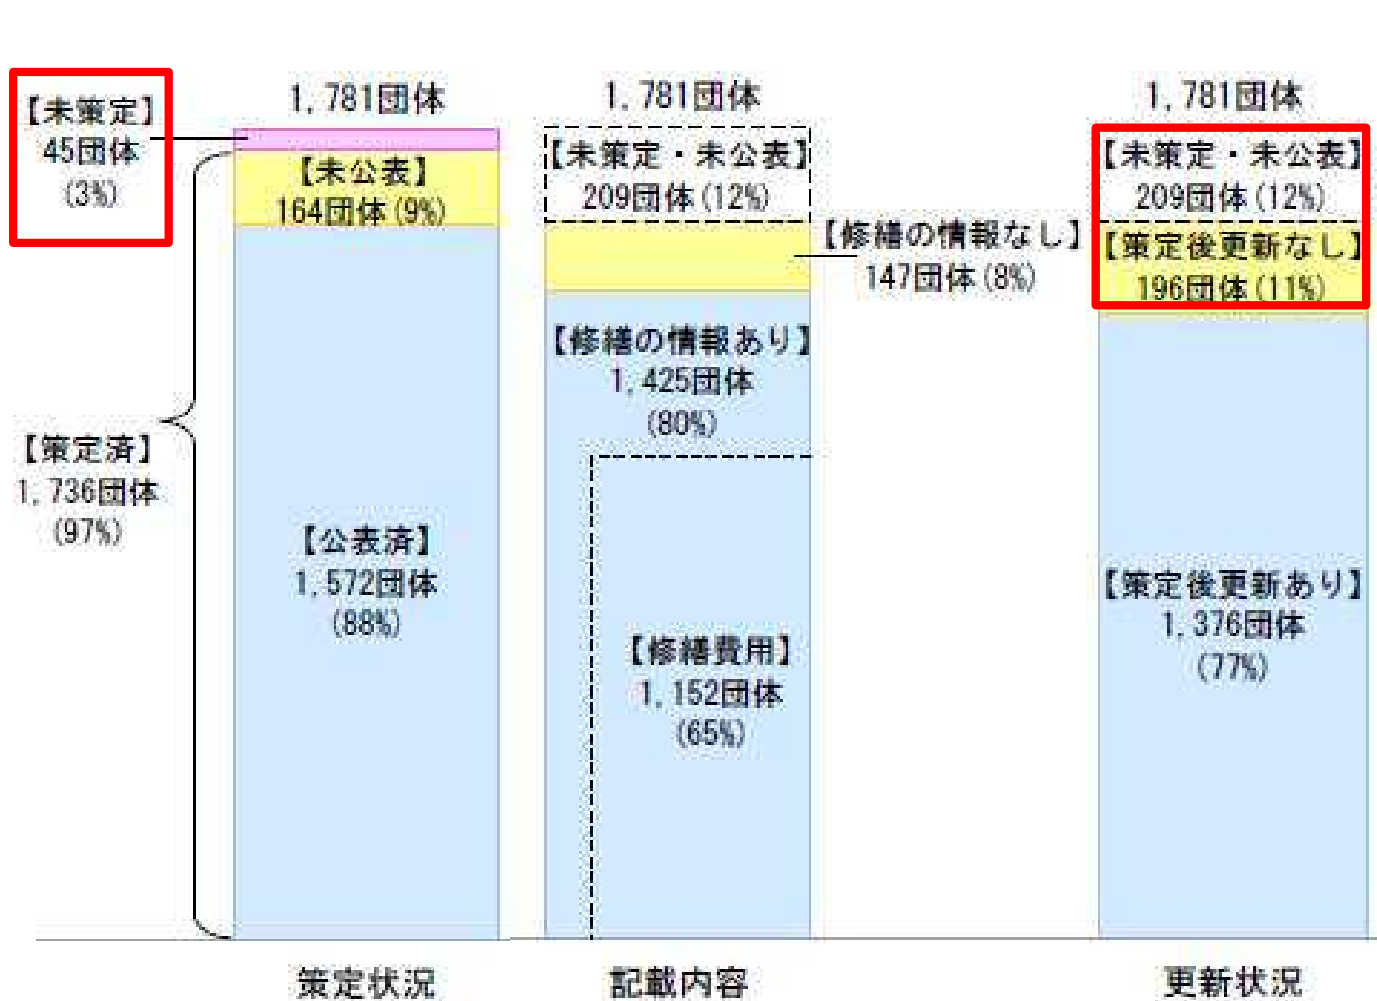 【未策定】
45団体
(3%)
【策定済】
1,736団体
(97%)
1,781団体
【未公表】
164団体(9%)
【公表済】
1,572団体
(88%)
策定状況
1,781団体
【未策定・未公表】
209団体(12%)
【修繕の情報なし】
147団体(8%)
【修繕の情報あり】
1,425団体
(80%)
【修繕費用】
1,152団体
(65%)
記載内容
1,781団体
【未策定・未公表】
209団体(12%)
【策定後更新なし】
196団体(11%)
【策定後更新あり】
1,376団体
(77%)
更新状況